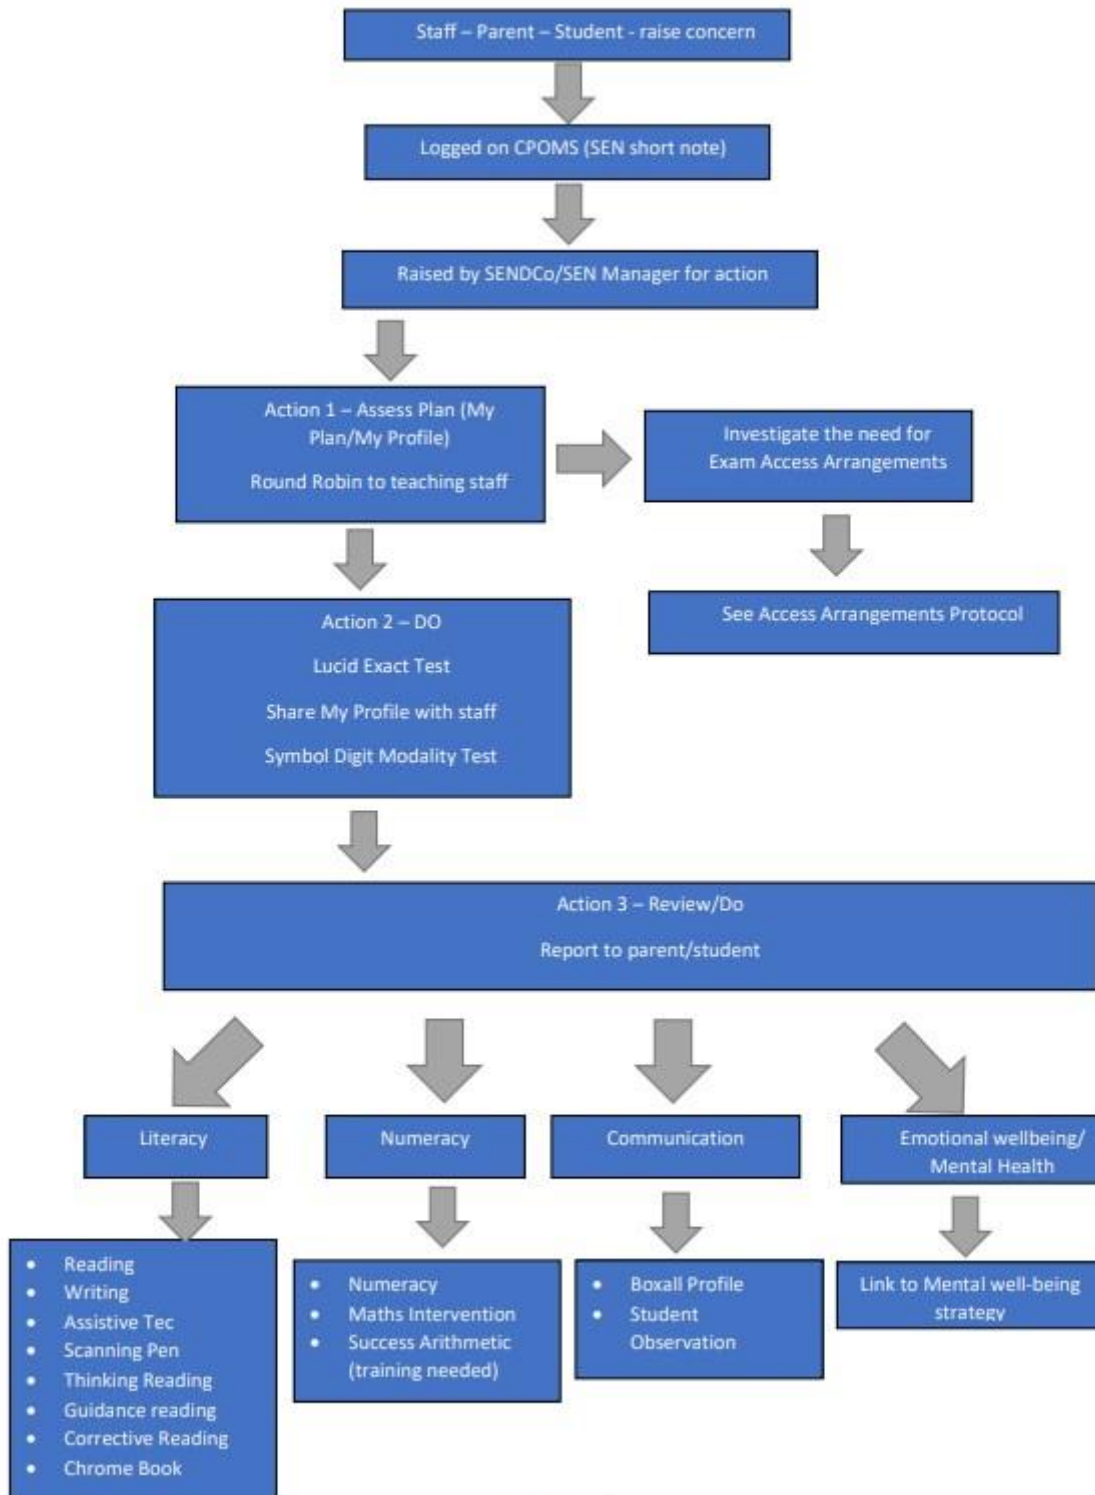 Staff – Parent – Student - raise concern
Logged on CPOMS (SEN short note)
Raised by SENDCo/SEN Manager for action
Action 1 – Assess Plan (My
Plan/My Profile)
Round Robin to teaching staff
Investigate the need for
Exam Access Arrangements
See Access Arrangements Protocol
Action 2 – DO
Lucid Exact Test
Share My Profile with staff
Symbol Digit Modality Test
Action 3 – Review/Do
Report to parent/student
Literacy
Numeracy
Communication
Emotional wellbeing/
Mental Health
• Reading
• Writing
• Assistive Tec
• Scanning Pen
• Thinking Reading
• Guidance reading
• Corrective Reading
• Chrome Book
• Numeracy
• Maths Intervention
• Success Arithmetic
(training needed)
• Boxall Profile
• Student
Observation
Link to Mental well-being
strategy